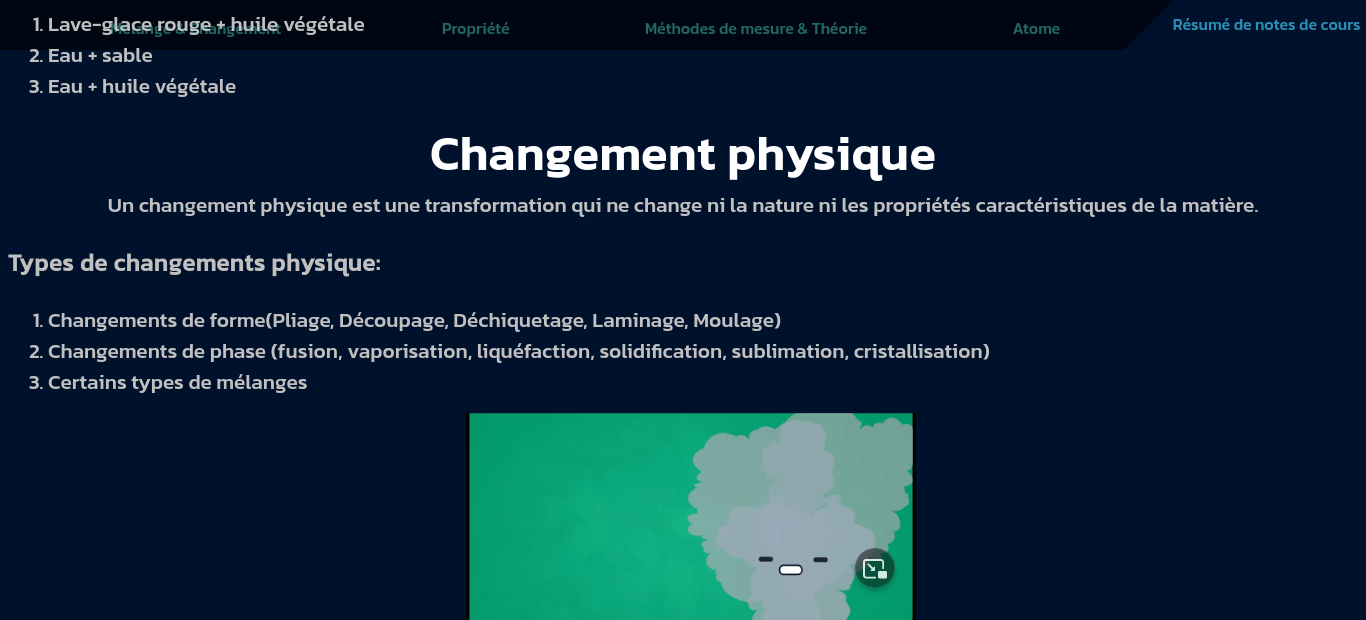 1. Lave-glace rouge + huile végétale
Mélange & Changement
Propriété
Méthodes de mesure & Théorie
Atome
Résumé de notes de cours
2. Eau + sable
3. Eau + huile végétale
Changement physique
Un changement physique est une transformation qui ne change ni la nature ni les propriétés caractéristiques de la matière.
Types de changements physique:
1. Changements de forme(Pliage, Découpage, Déchiquetage, Laminage, Moulage)
2. Changements de phase (fusion, vaporisation, liquéfaction, solidification, sublimation, cristallisation)
3. Certains types de mélanges